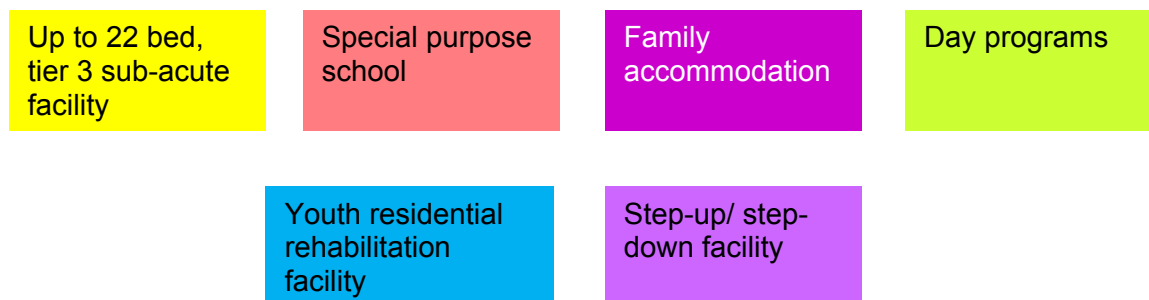 Up to 22 bed,
tier 3 sub-acute
facility
Special purpose
school
Family
accommodation
Day programs
Youth residential
rehabilitation
facility
Step-up/ step-
down facility